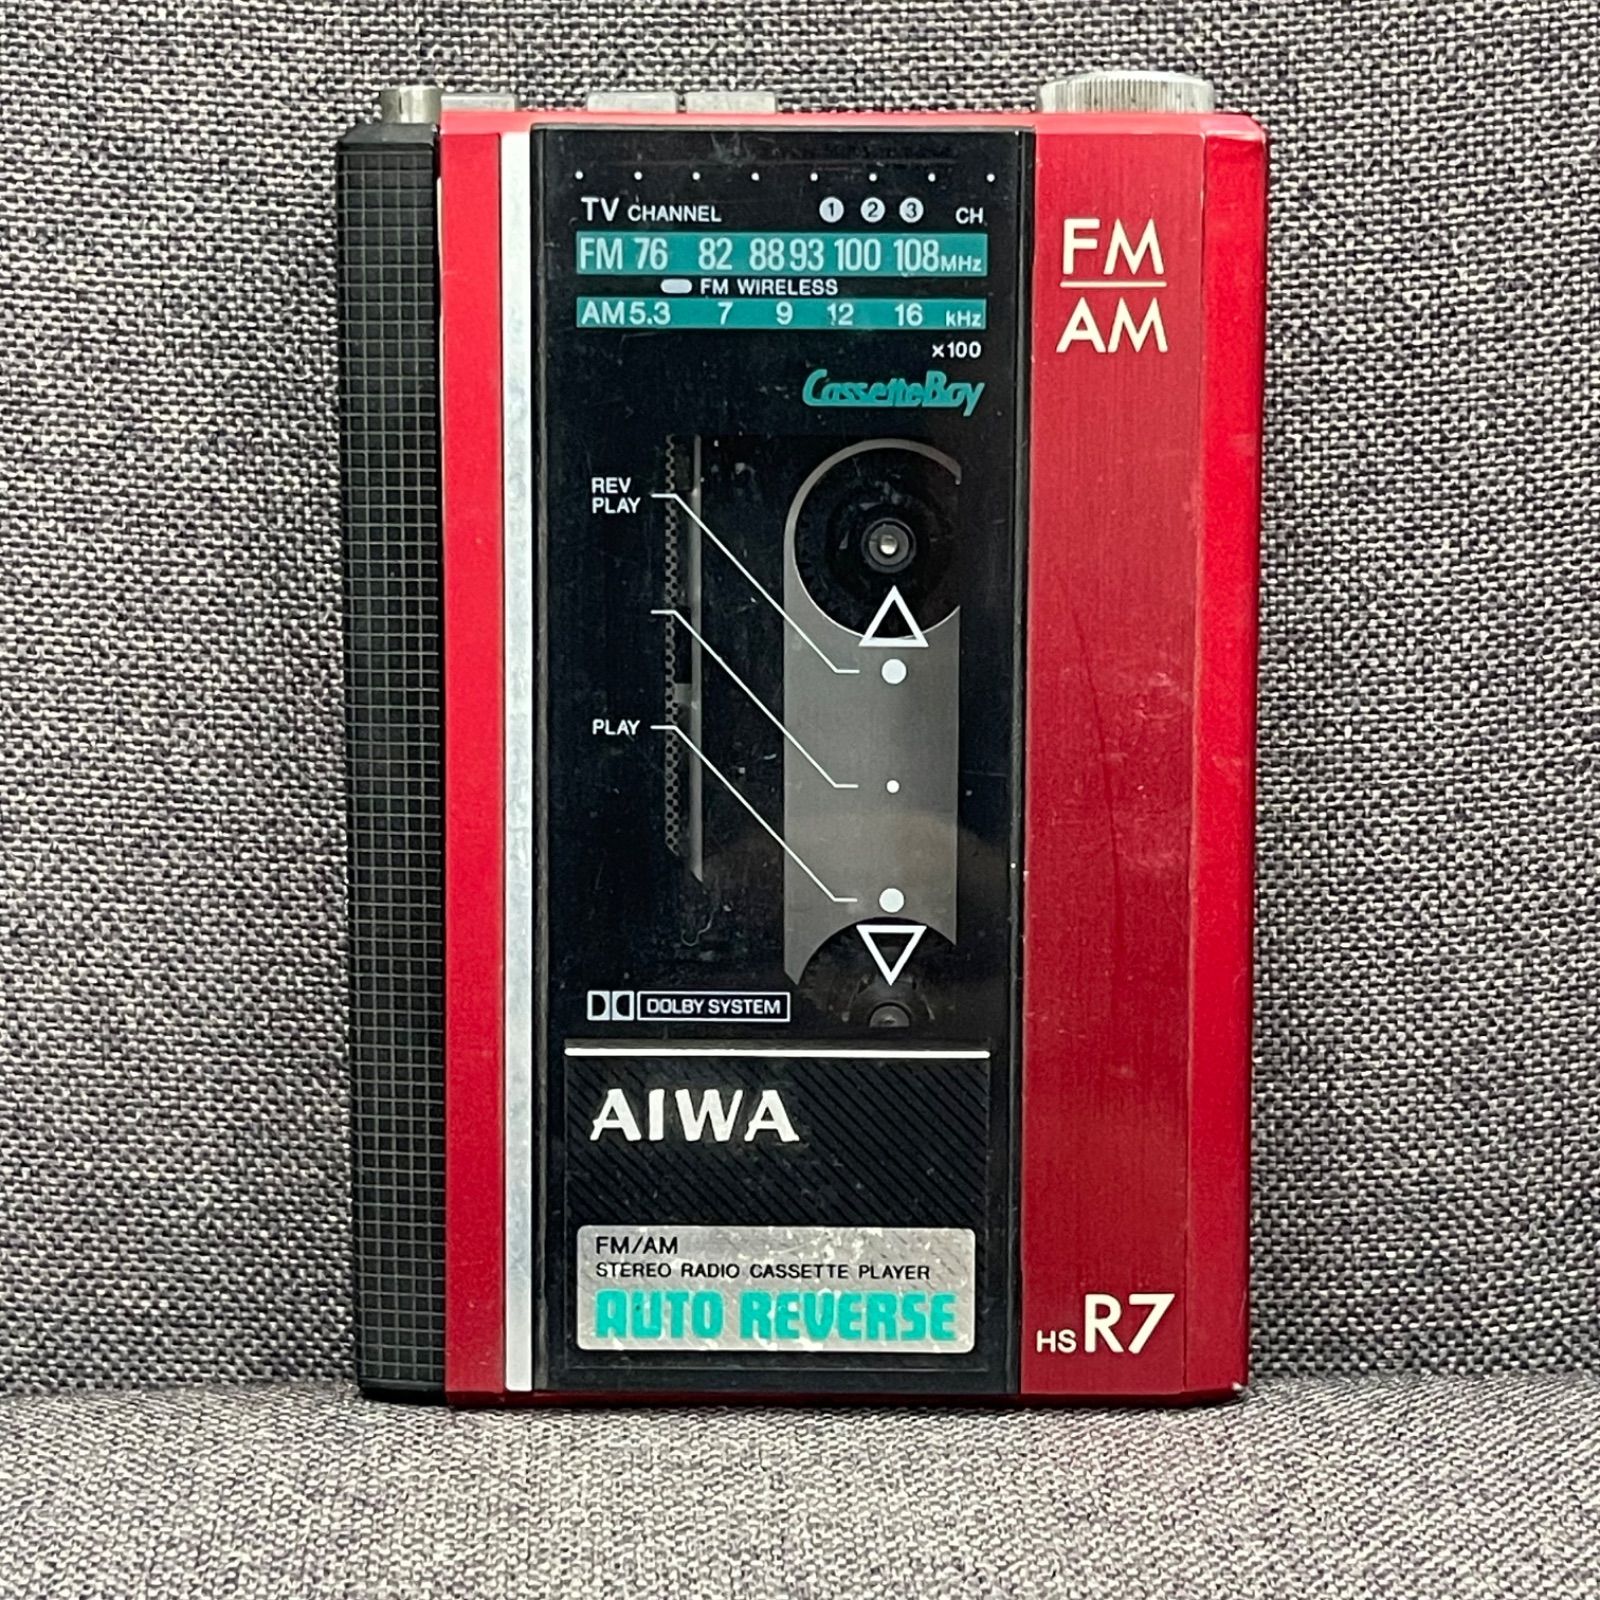 TV CHANNEL 1 2 3 CH
FM 76 82 88 93 100 108 MHz
FM WIRELESS
AM 5.3 7 9 12 16 kHz
x100
CassetteBoy
FM
AM
REV
PLAY
PLAY
DOLBY SYSTEM
AIWA
FM/AM
STEREO RADIO CASSETTE PLAYER
AUTO REVERSE
HS R7